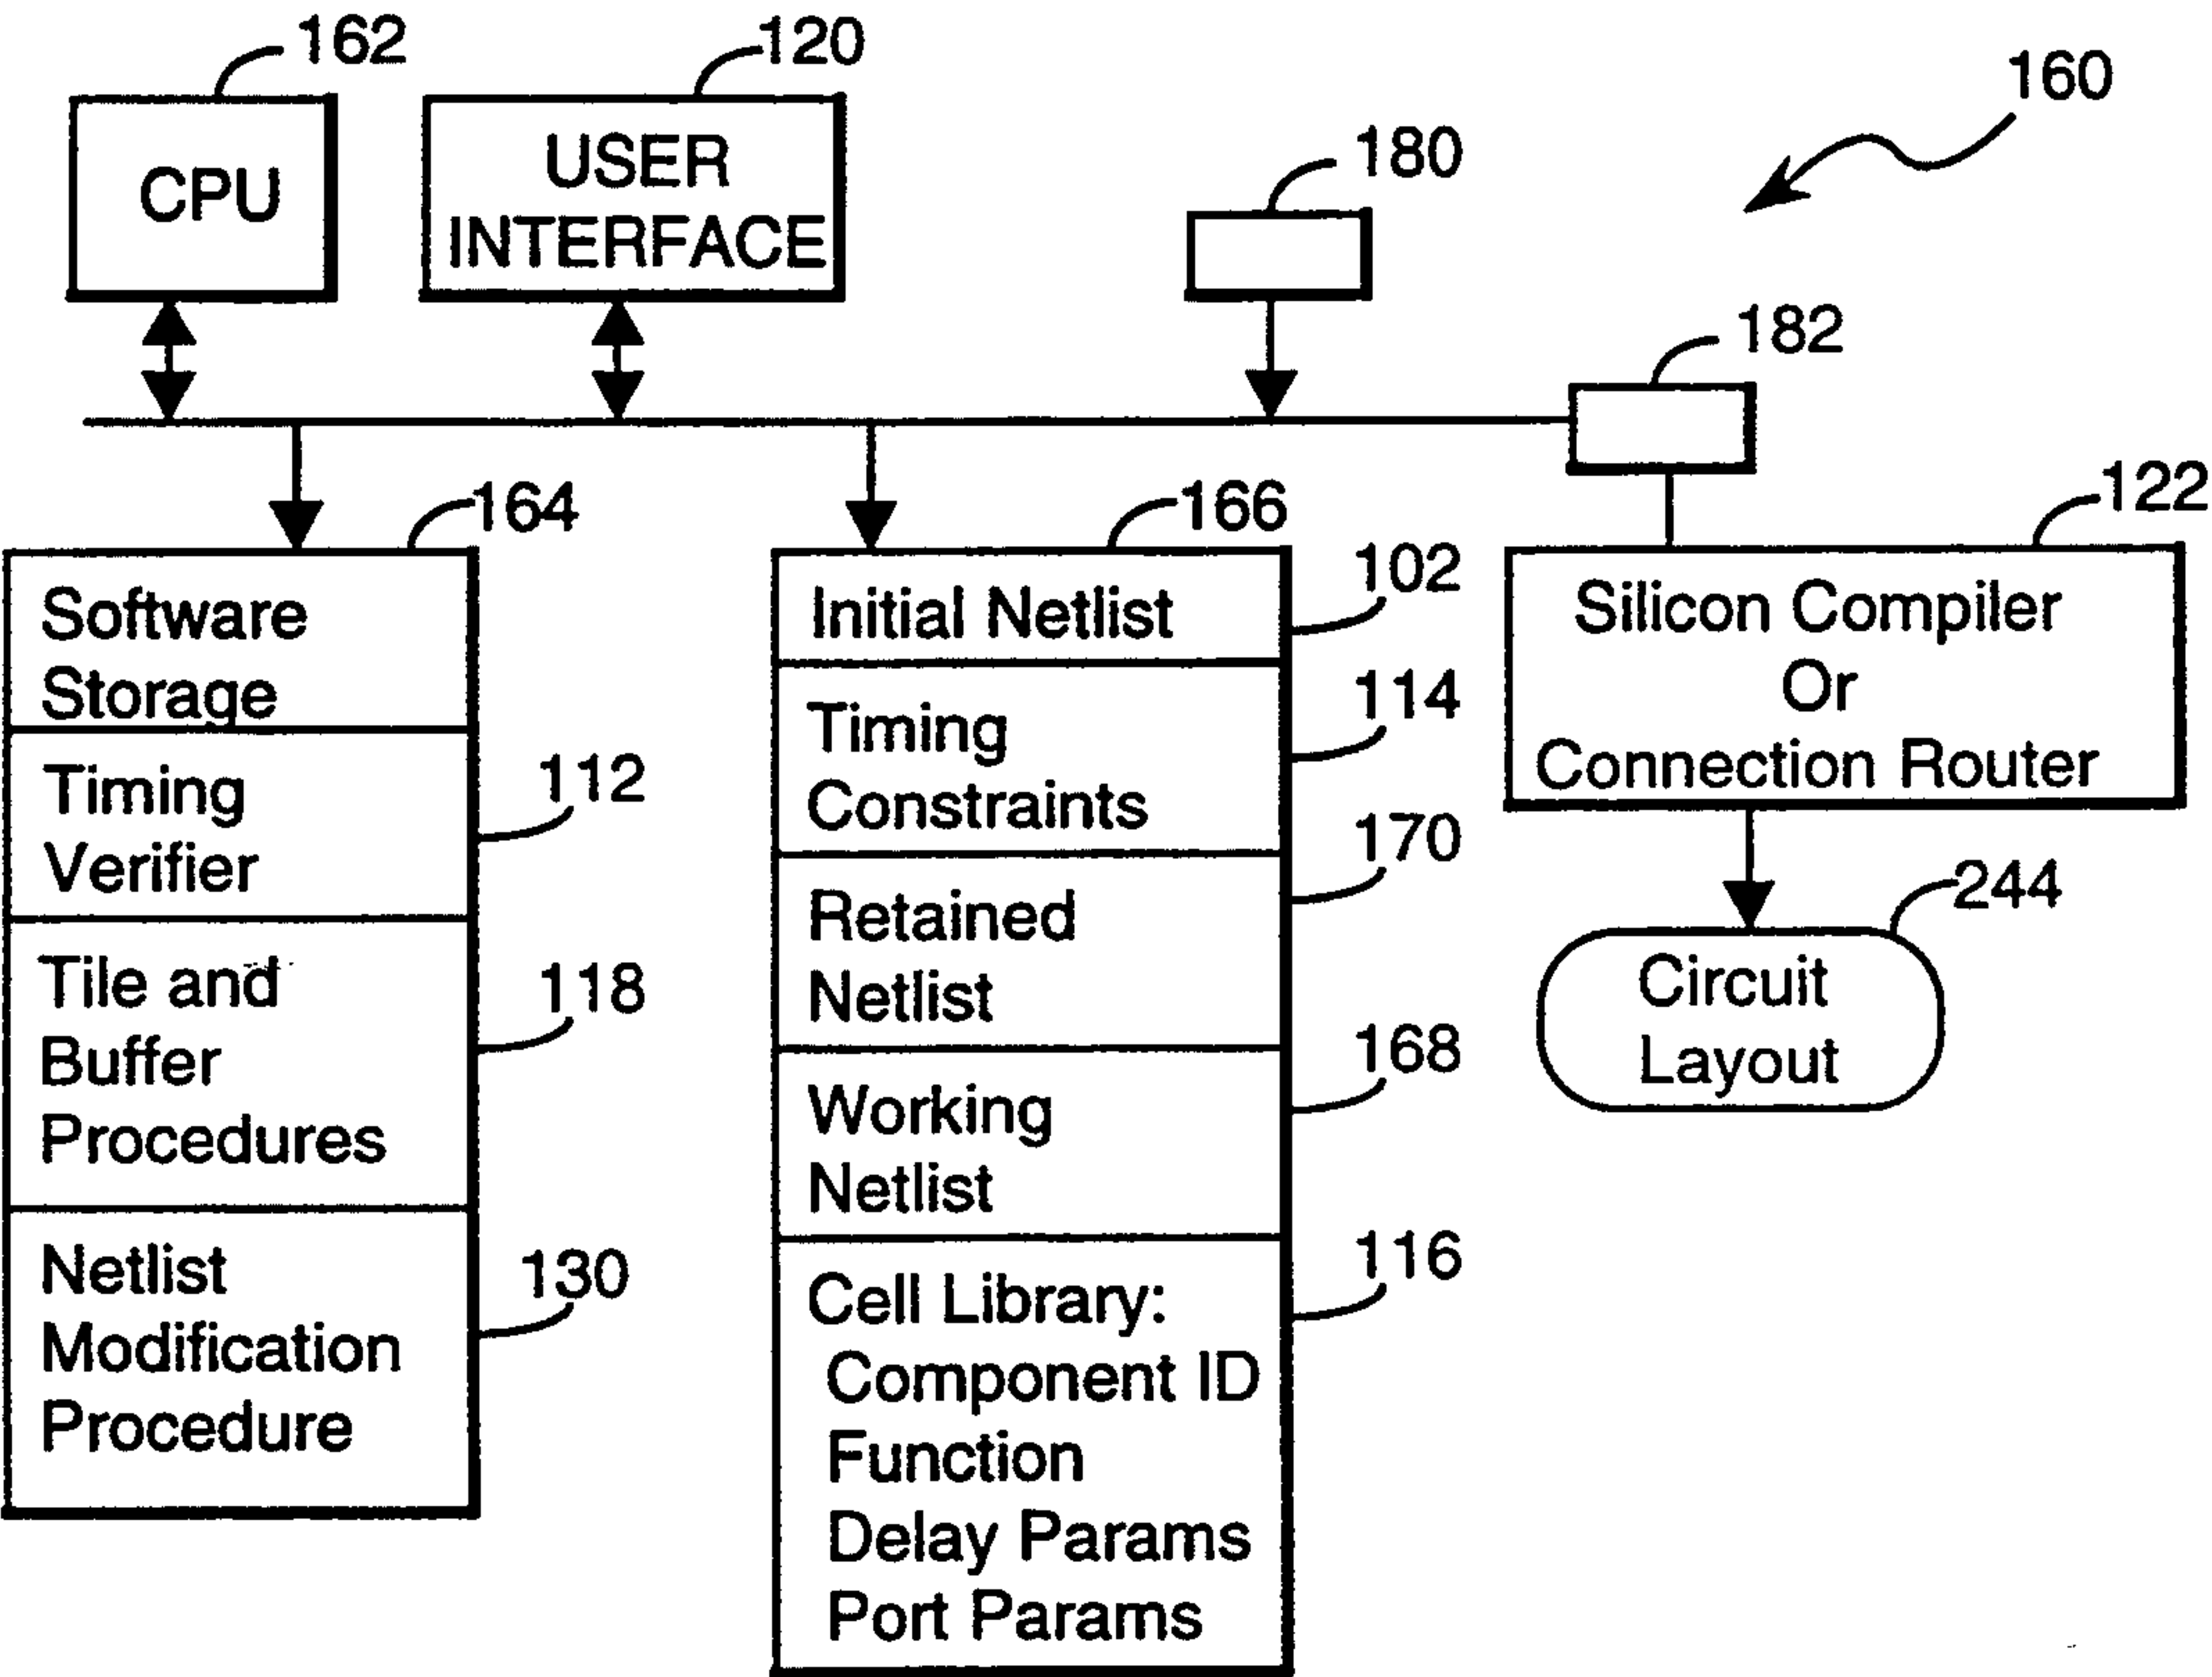 162
120
160
CPU
USER
INTERFACE
180
182
164
166
122
Software
Storage
Timing
Verifier
112
Tile and
Buffer
Procedures
118
Netlist
Modification
Procedure
130
Initial Netlist
102
Timing
Constraints
114
Retained
Netlist
170
Working
Netlist
168
Cell Library:
Component ID
Function
Delay Params
Port Params
116
Silicon Compiler
Or
Connection Router
244
Circuit
Layout